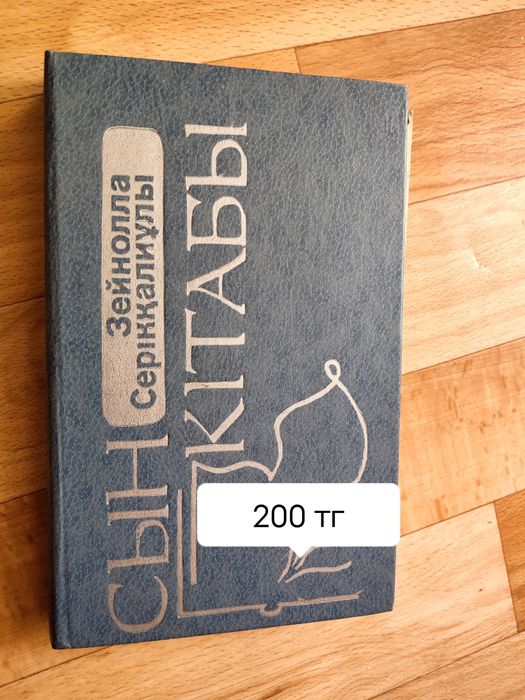 Зейнолла
Серікқалиұлы
СЫН
КІТАБЫ
200 тг